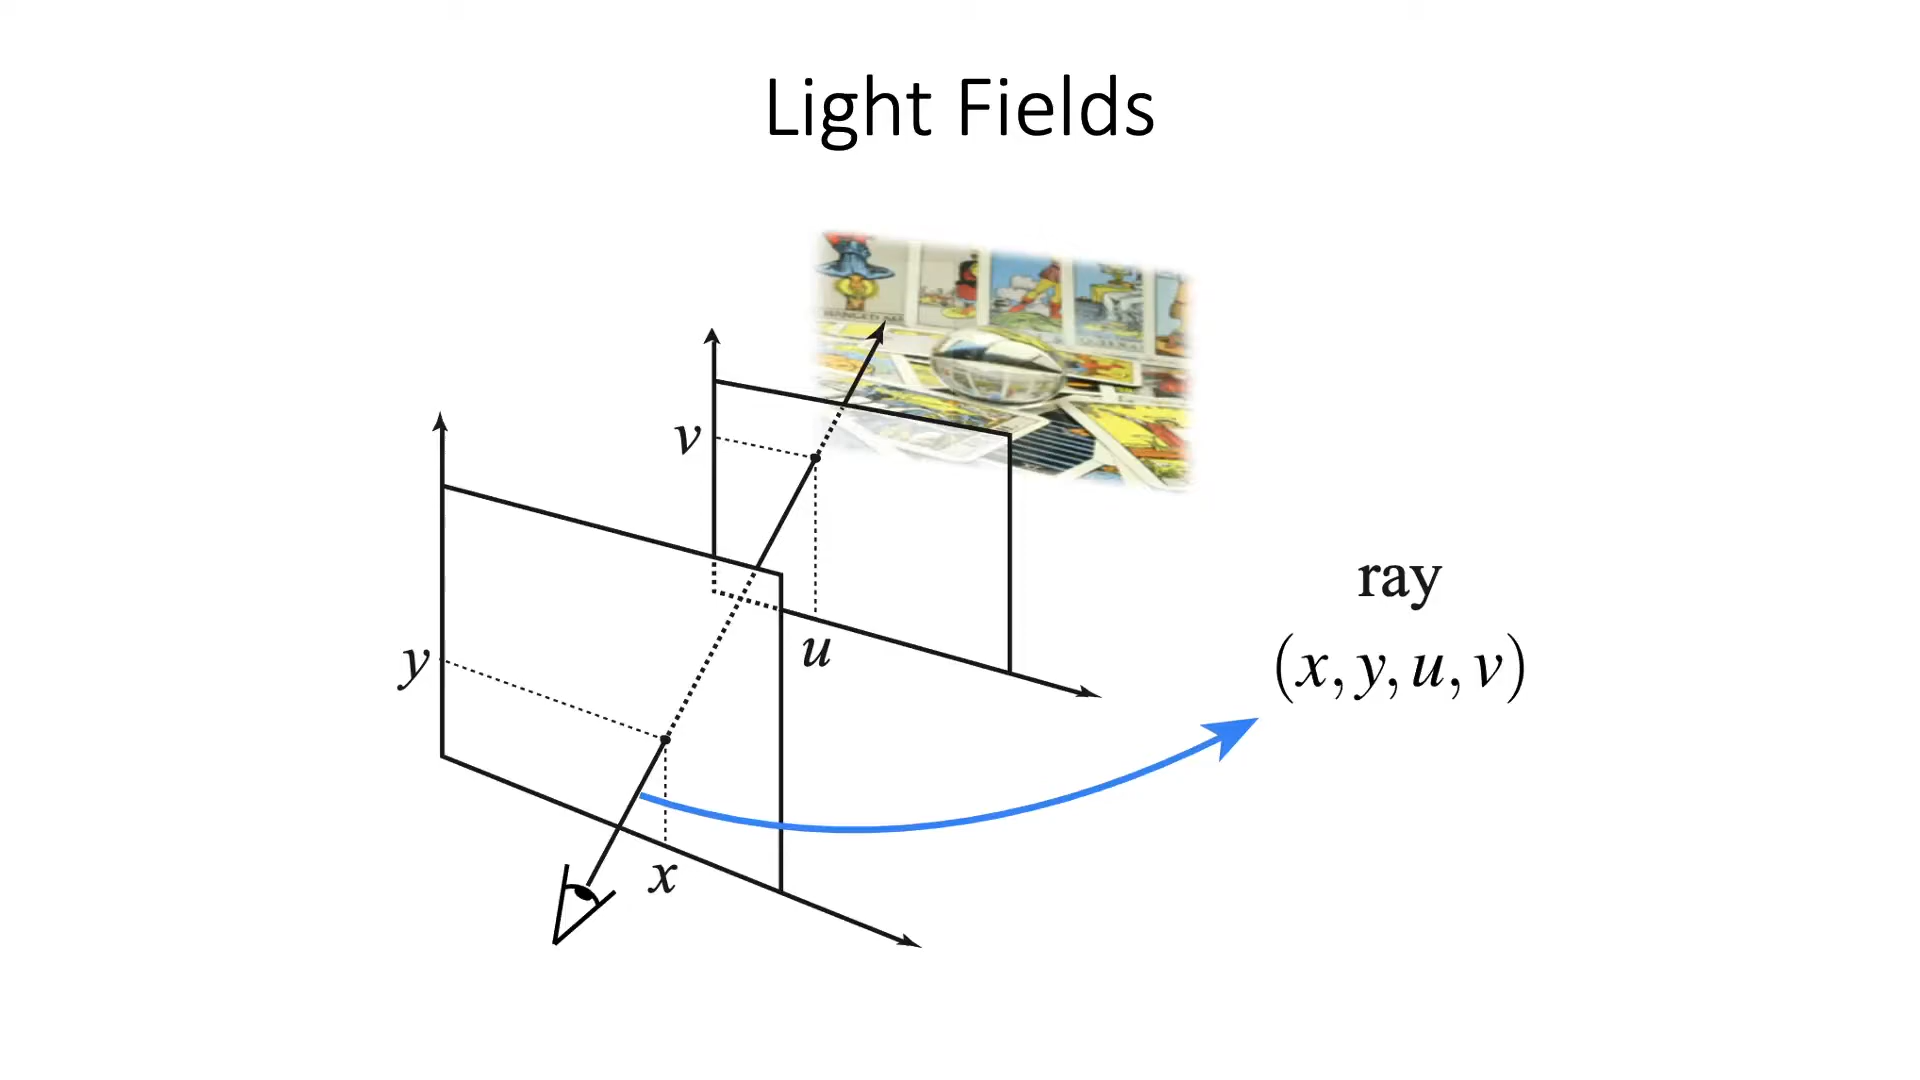 Light Fields
v
y
u
x
ray
(x, y, u, v)